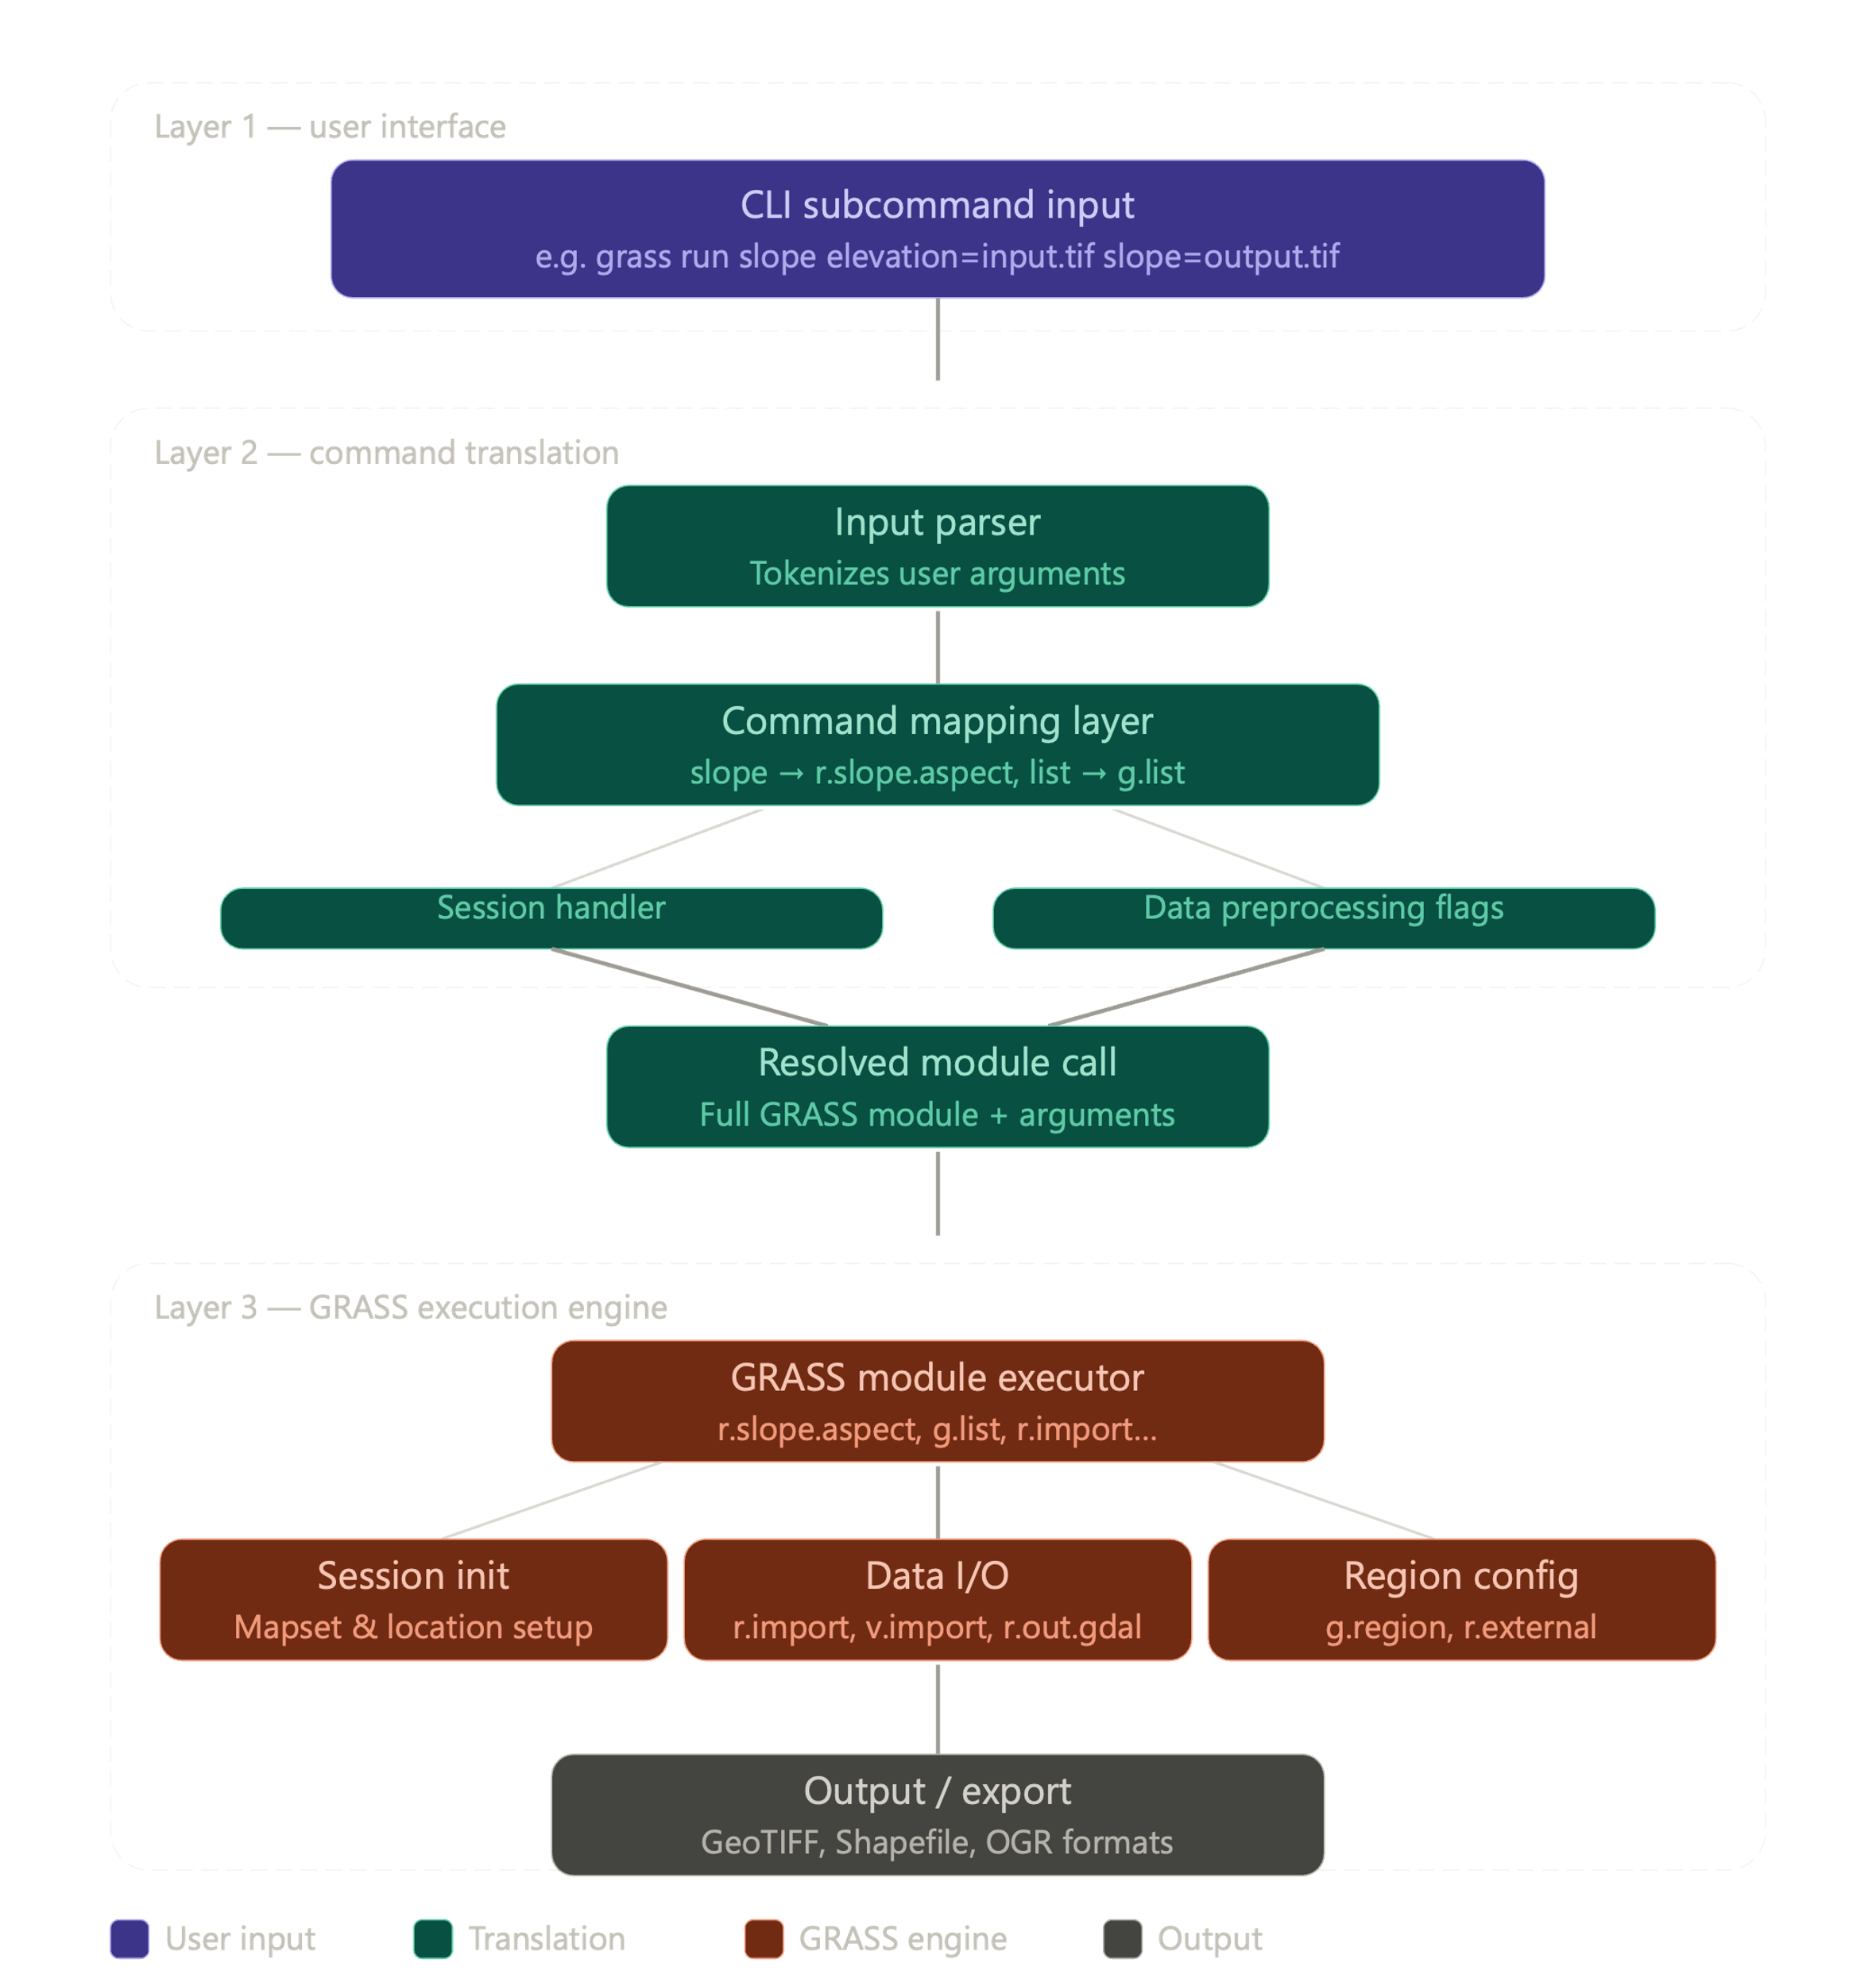 Layer 1 — user interface
CLI subcommand input
e.g. grass run slope elevation=input.tif slope=output.tif
Layer 2 — command translation
Input parser
Tokenizes user arguments
Command mapping layer
slope → r.slope.aspect, list → g.list
Session handler
Data preprocessing flags
Resolved module call
Full GRASS module + arguments
Layer 3 — GRASS execution engine
GRASS module executor
r.slope.aspect, g.list, r.import...
Session init
Mapset & location setup
Data I/O
r.import, v.import, r.out.gdal
Region config
g.region, r.external
Output / export
GeoTIFF, Shapefile, OGR formats
User input
Translation
GRASS engine
Output